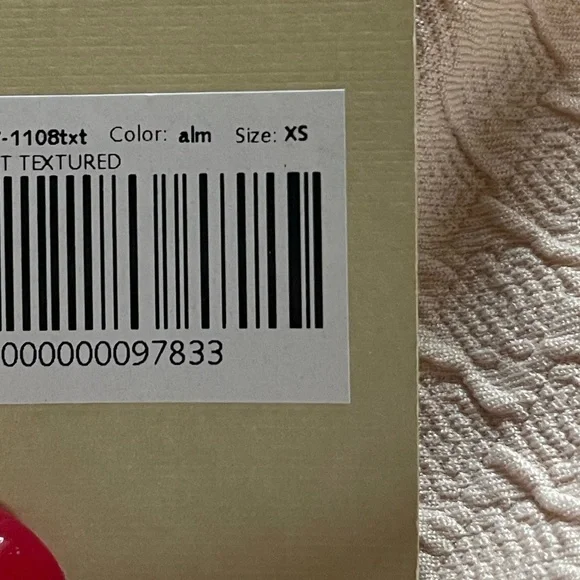 -1108txt Color: alm Size: XS
T TEXTURED
000000097833